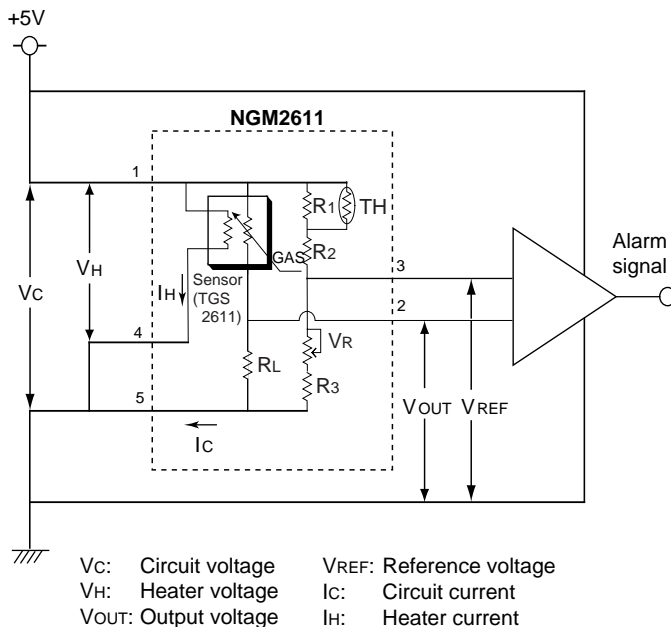 +5V
NGM2611
1
R1
TH
R2
GAS
Sensor
(TGS
2611)
VH
VC
IH
3
2
4
VR
RL
R3
5
IC
VOUT
VREF
Alarm
signal
VC: Circuit voltage
VREF: Reference voltage
VH: Heater voltage
IC: Circuit current
VOUT: Output voltage
IH: Heater current